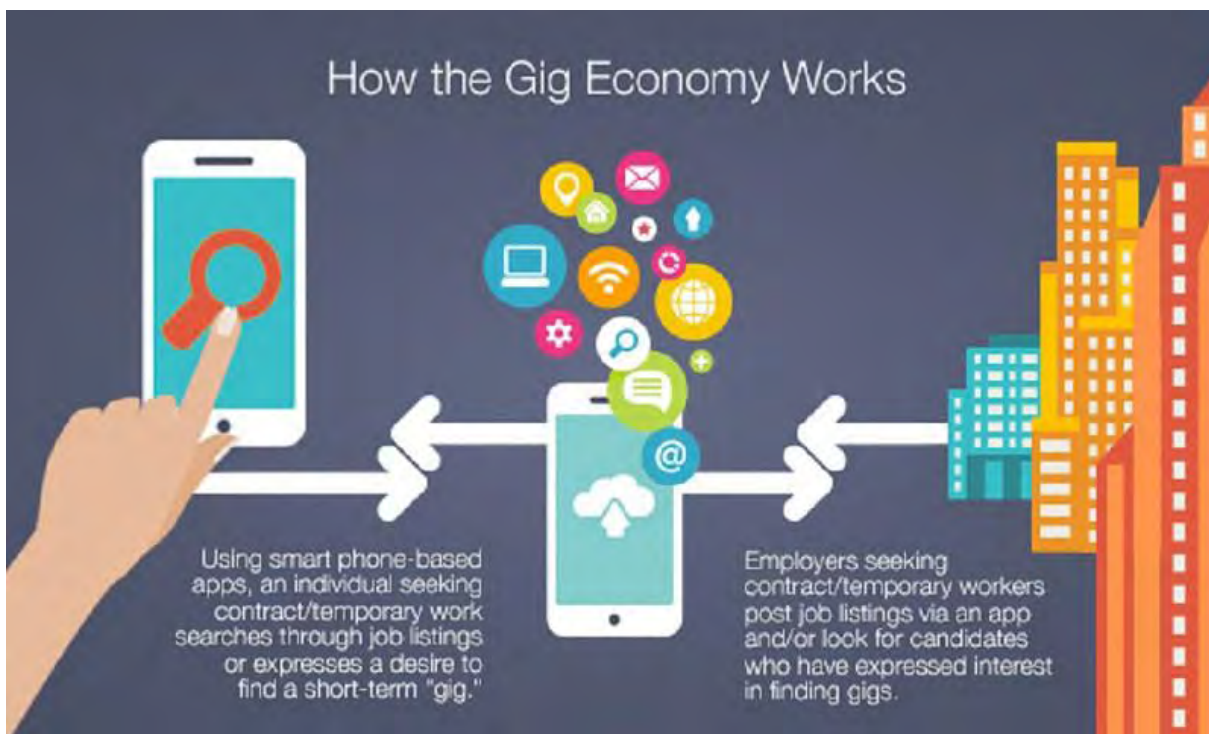 How the Gig Economy Works
@
Using smart phone-based
apps, an individual seeking
contract/temporary work
searches through job listings
or expresses a desire to
find a short-term "gig."
Employers seeking
contract/temporary workers
post job listings via an app
and/or look for candidates
who have expressed interest
in finding gigs.